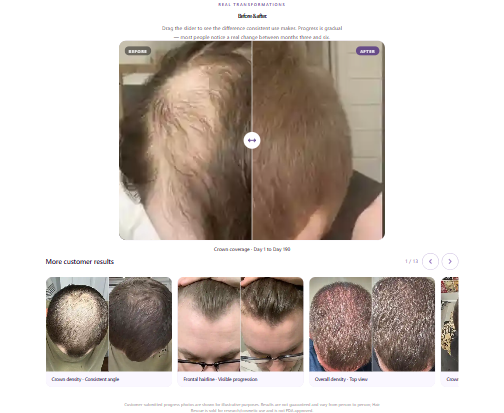 REAL TRANSFORMATIONS
Before & after.
Drag the slider to see the difference consistent use makes. Progress is gradual
— most people notice a real change between months three and six.
BEFORE
AFTER
Crown coverage · Day 1 to Day 190
More customer results
1 / 13
Crown density · Consistent angle
Frontal hairline · Visible progression
Overall density · Top view
Crown
Customer-submitted progress photos are shown for illustrative purposes. Results are not guaranteed and vary from person to person.